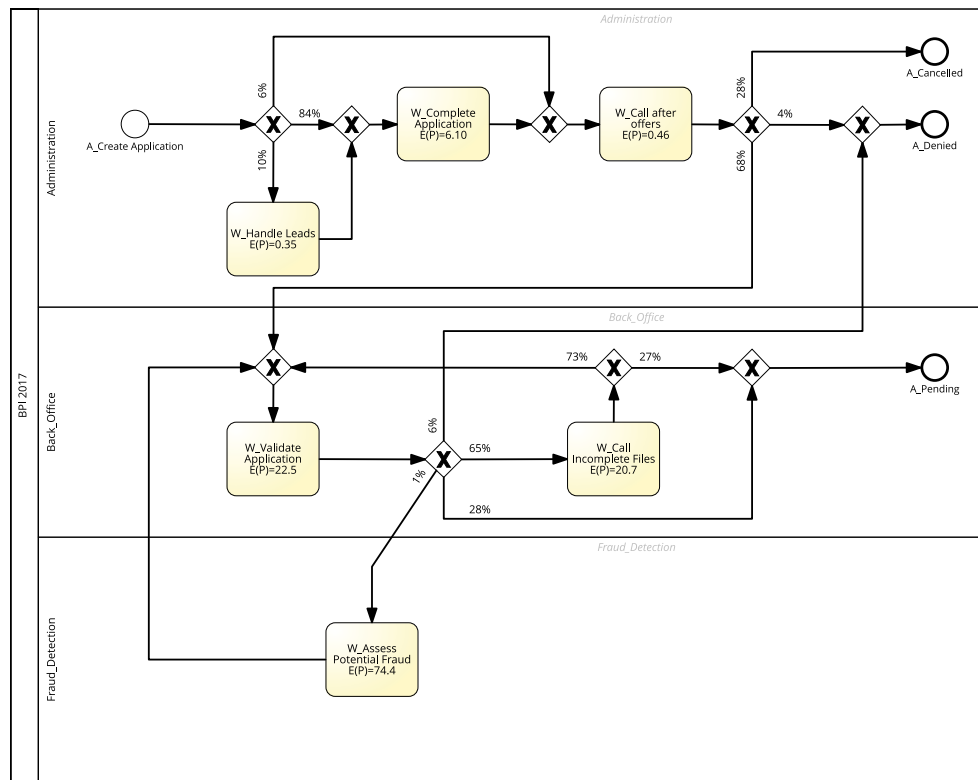 BPI 2017
Administration
Administration
A_Create Application
6%
84%
10%
W_Handle Leads
E(P)=0.35
W_Complete
Application
E(P)=6.10
W_Call after
offers
E(P)=0.46
28%
4%
68%
A_Cancelled
A_Denied
Back_Office
Back_Office
W_Validate
Application
E(P)=22.5
6%
65%
1%
28%
W_Call
Incomplete Files
E(P)=20.7
73%
27%
A_Pending
Fraud_Detection
Fraud_Detection
W_Assess
Potential Fraud
E(P)=74.4